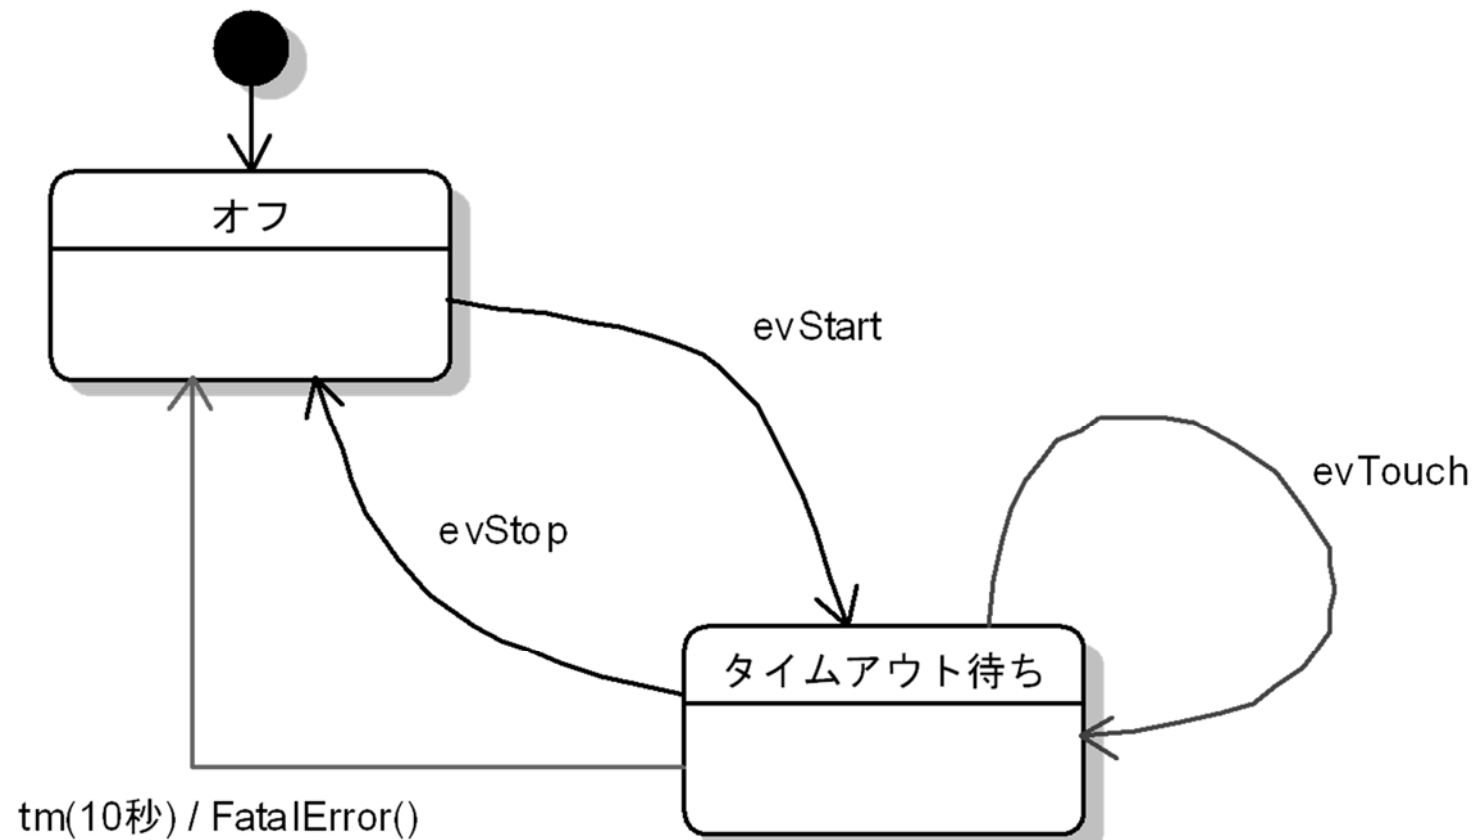 オフ
evStart
evTouch
evStop
タイムアウト待ち
tm(10秒) / FatalError()